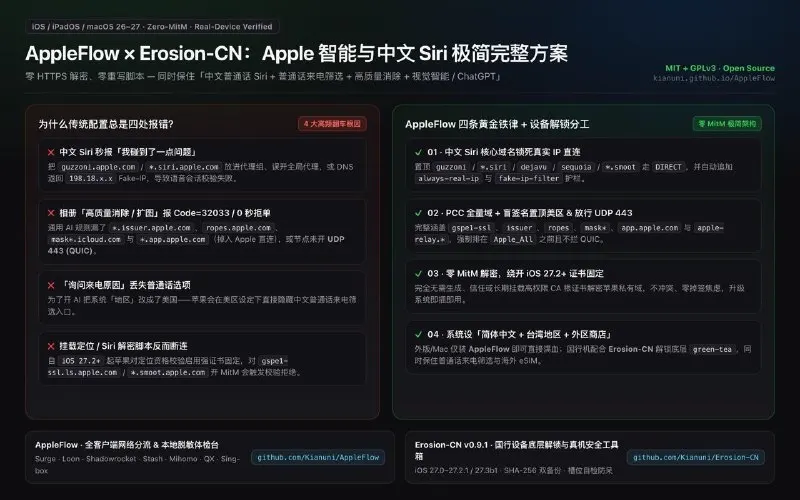 iOS / iPadOS / macOS 26–27 · Zero-MitM · Real-Device Verified
AppleFlow × Erosion-CN：Apple 智能与中文 Siri 极简完整方案
零 HTTPS 解密、零重写脚本 — 同时保住「中文普通话 Siri + 普通话来电筛选 + 高质量消除 + 视觉智能 / ChatGPT」
MIT + GPLv3 · Open Source
kianuni.github.io/AppleFlow
为什么传统配置总是四处报错?
4 大高频翻车根因
✕ 中文 Siri 秒报「我碰到了一点问题」
把 guzzoni.apple.com / *.siri.apple.com 放进代理组、误开全局代理，或 DNS
返回 198.18.x.x Fake-IP，导致语音会话校验失败。
✕ 相册「高质量消除 / 扩图」报 Code=32033 / 0 秒拒单
通用 AI 规则漏了 *.issuer.apple.com、ropes.apple.com、
mask*.icloud.com 与 *.app.apple.com (掉入 Apple 直连)，或节点未开 UDP
443 (QUIC)。
✕ 「询问来电原因」丢失普通话选项
为了开 AI 把系统「地区」改成了美国——苹果会在美区设定下直接隐藏中文普通话来电筛
选入口。
✕ 挂载定位 / Siri 解密脚本反而断连
自 iOS 27.2+ 起苹果对定位资格校验启用强证书固定，对 gspe1-
ssl.ls.apple.com / *.smoot.apple.com 开 MitM 会触发校验拒绝。
AppleFlow 四条黄金铁律 + 设备解锁分工
零 MitM 极简架构
✓ 01 · 中文 Siri 核心域名锁死真实 IP 直连
置顶 guzzoni / *.siri / dejavu / sequoia / *.smoot 走 DIRECT，并自动追加
always-real-ip 与 fake-ip-filter 护栏。
✓ 02 · PCC 全量域 + 盲签名置顶美区 & 放行 UDP 443
完整涵盖 gspe1-ssl、issuer、ropes、mask*、app.apple.com 与 apple-
relay.*，强制排在 Apple_All 之前且不拦 QUIC。
✓ 03 · 零 MitM 解密，绕开 iOS 27.2+ 证书固定
完全无需生成、信任或长期挂载高权限 CA 根证书解密苹果私有域，不冲突、零掉签焦虑，升级
系统即插即用。
✓ 04 · 系统设「简体中文 + 台湾地区 + 外区商店」
外版/Mac 仅装 AppleFlow 即可直接满血；国行机配合 Erosion-CN 解锁底层 green-tea，同
时保住普通话来电筛选与海外 eSIM。
AppleFlow · 全客户端网络分流 & 本地脱敏体检台
Surge · Loon · Shadowrocket · Stash · Mihomo · QX · Sing-
box
github.com/Kianuni/AppleFlow
Erosion-CN v0.9.1 · 国行设备底层解锁与真机安全工具
箱
iOS 27.0–27.2.1 / 27.3b1 · SHA-256 双备份 · 槽位自检防呆
github.com/Kianuni/Erosion-CN